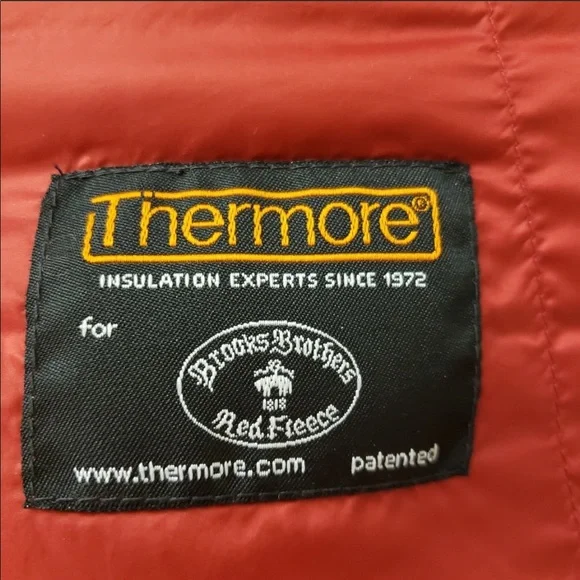 Thermore®
INSULATION EXPERTS SINCE 1972
for
Brooks Brothers
1818
Red Fleece
www.thermore.com
patented